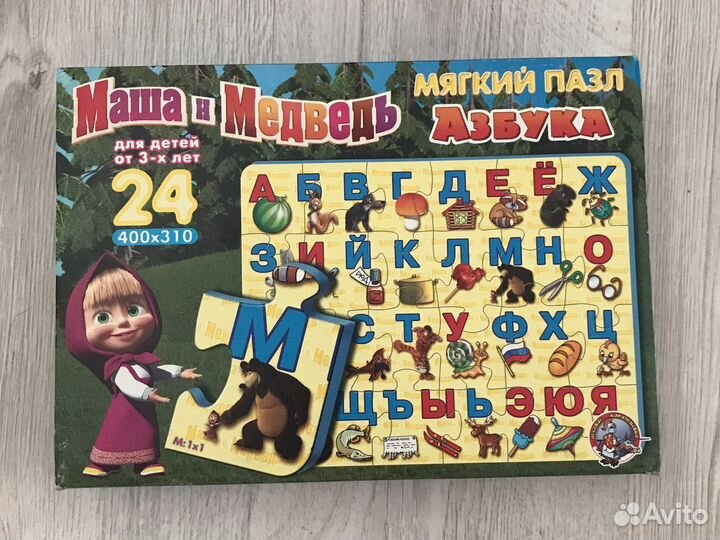 Маша и Медведь
мягкий пазл
Азбука
для детей
от 3-х лет
24
400x310
А Б В Г Д Е Ё Ж
З И Й К Л М Н О
С Т У Ф Х Ц
Щ Ъ Ы Ь Э Ю Я
М
М:1x1
Avito